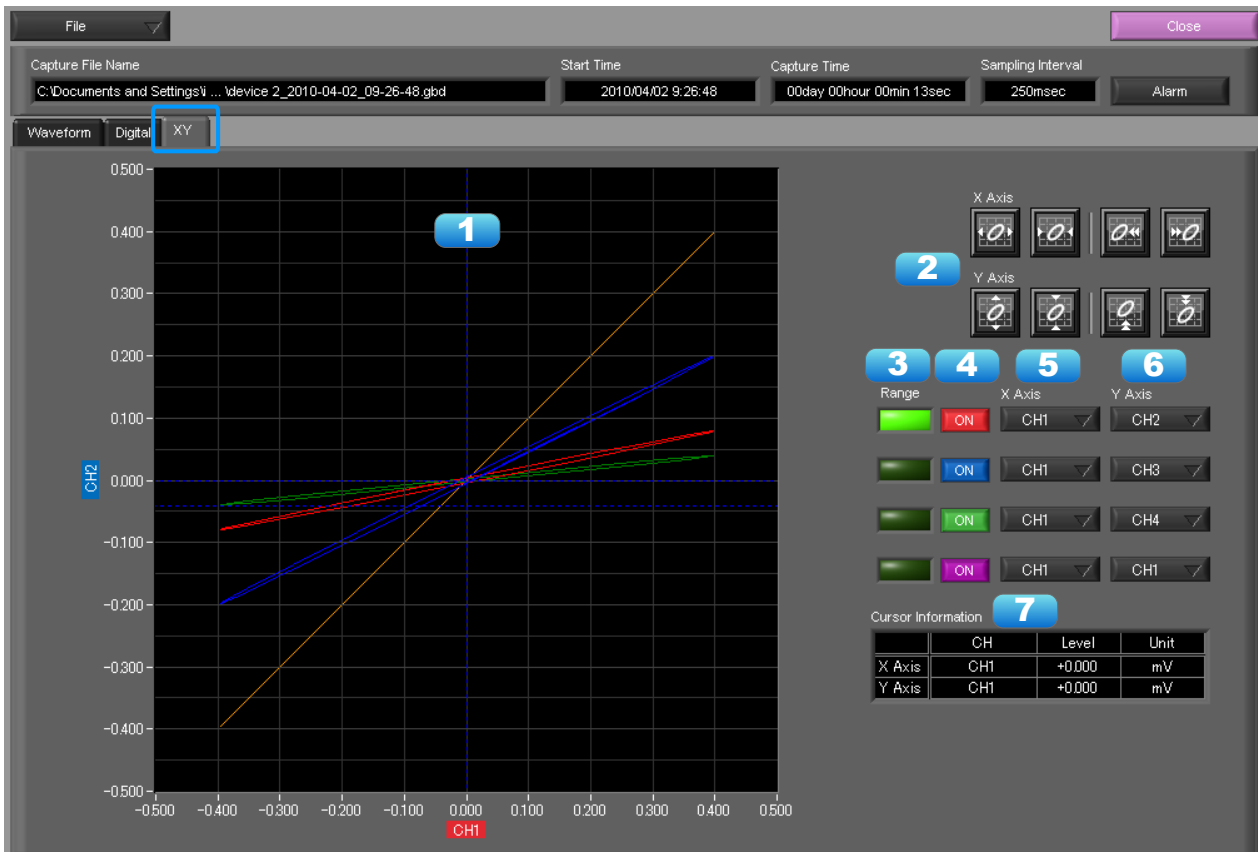 File
Close
Capture File Name
Start Time
Capture Time
Sampling Interval
C:\Documents and Settings\i ... \device 2_2010-04-02_09-26-48.gbd
2010/04/02 9:26:48
00day 00hour 00min 13sec
250msec
Alarm
Waveform Digital XY
0.500
0.400
0.300
0.200
0.100
0.000
-0.100
-0.200
-0.300
-0.400
-0.500
CH2
-0.500 -0.400 -0.300 -0.200 -0.100 0.000 0.100 0.200 0.300 0.400 0.500
CH1
1
X Axis
2
Y Axis
3 4 5 6
Range X Axis Y Axis
ON CH1 CH2
ON CH1 CH3
ON CH1 CH4
ON CH1 CH1
Cursor Information 7
CH Level Unit
X Axis CH1 +0.000 mV
Y Axis CH1 +0.000 mV